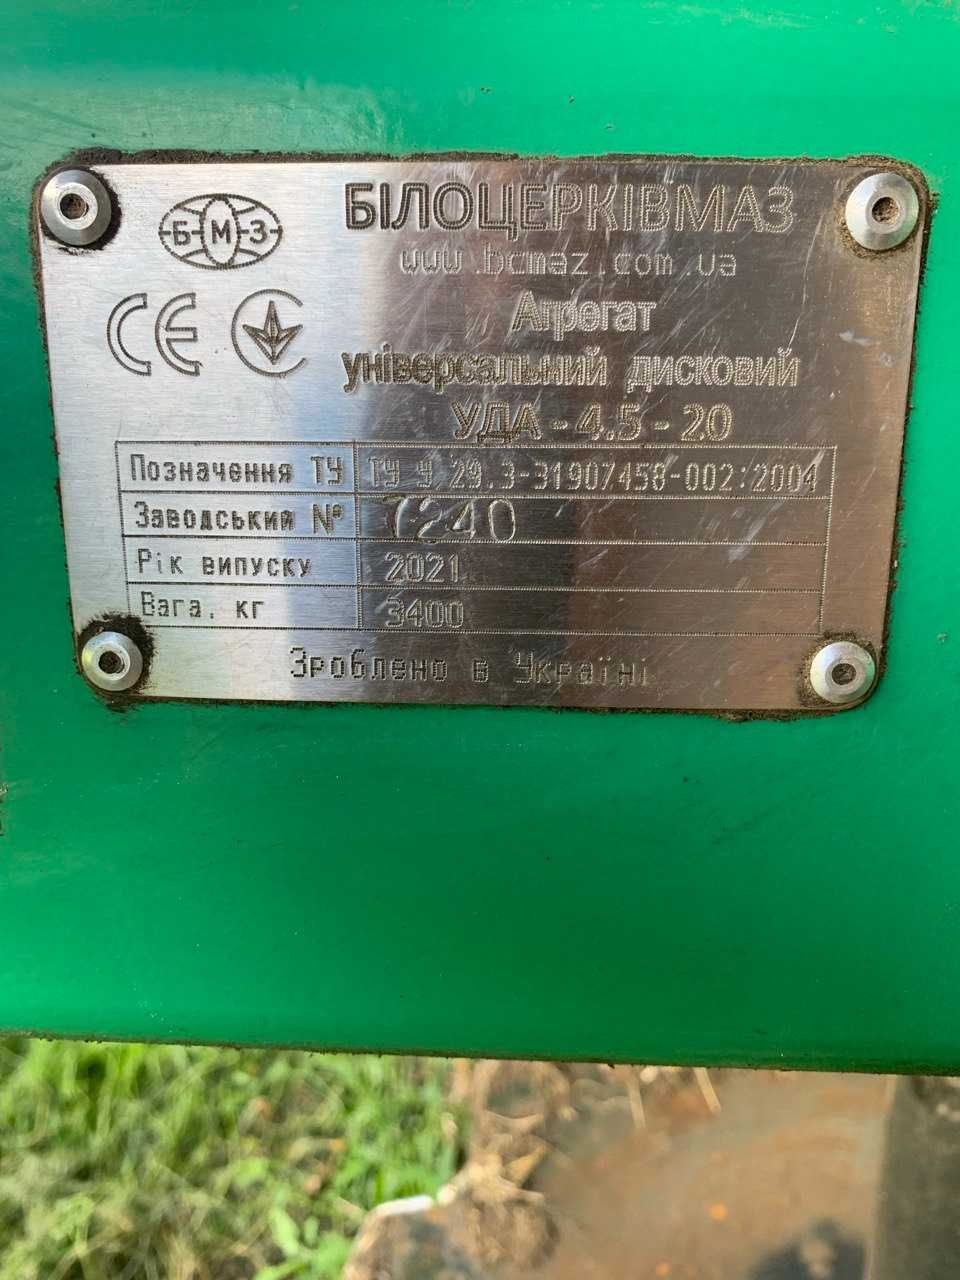 БМЗ
БІЛОЦЕРКІВМАЗ
www.bcmaz.com.ua
CE
Агрегат
універсальний дисковий
УДА-4.5-20
Позначення ТУ ТУ У 29.3-31907458-002:2004
Заводський № 7240
Рік випуску 2021
Вага, кг 3400
Зроблено в Україні